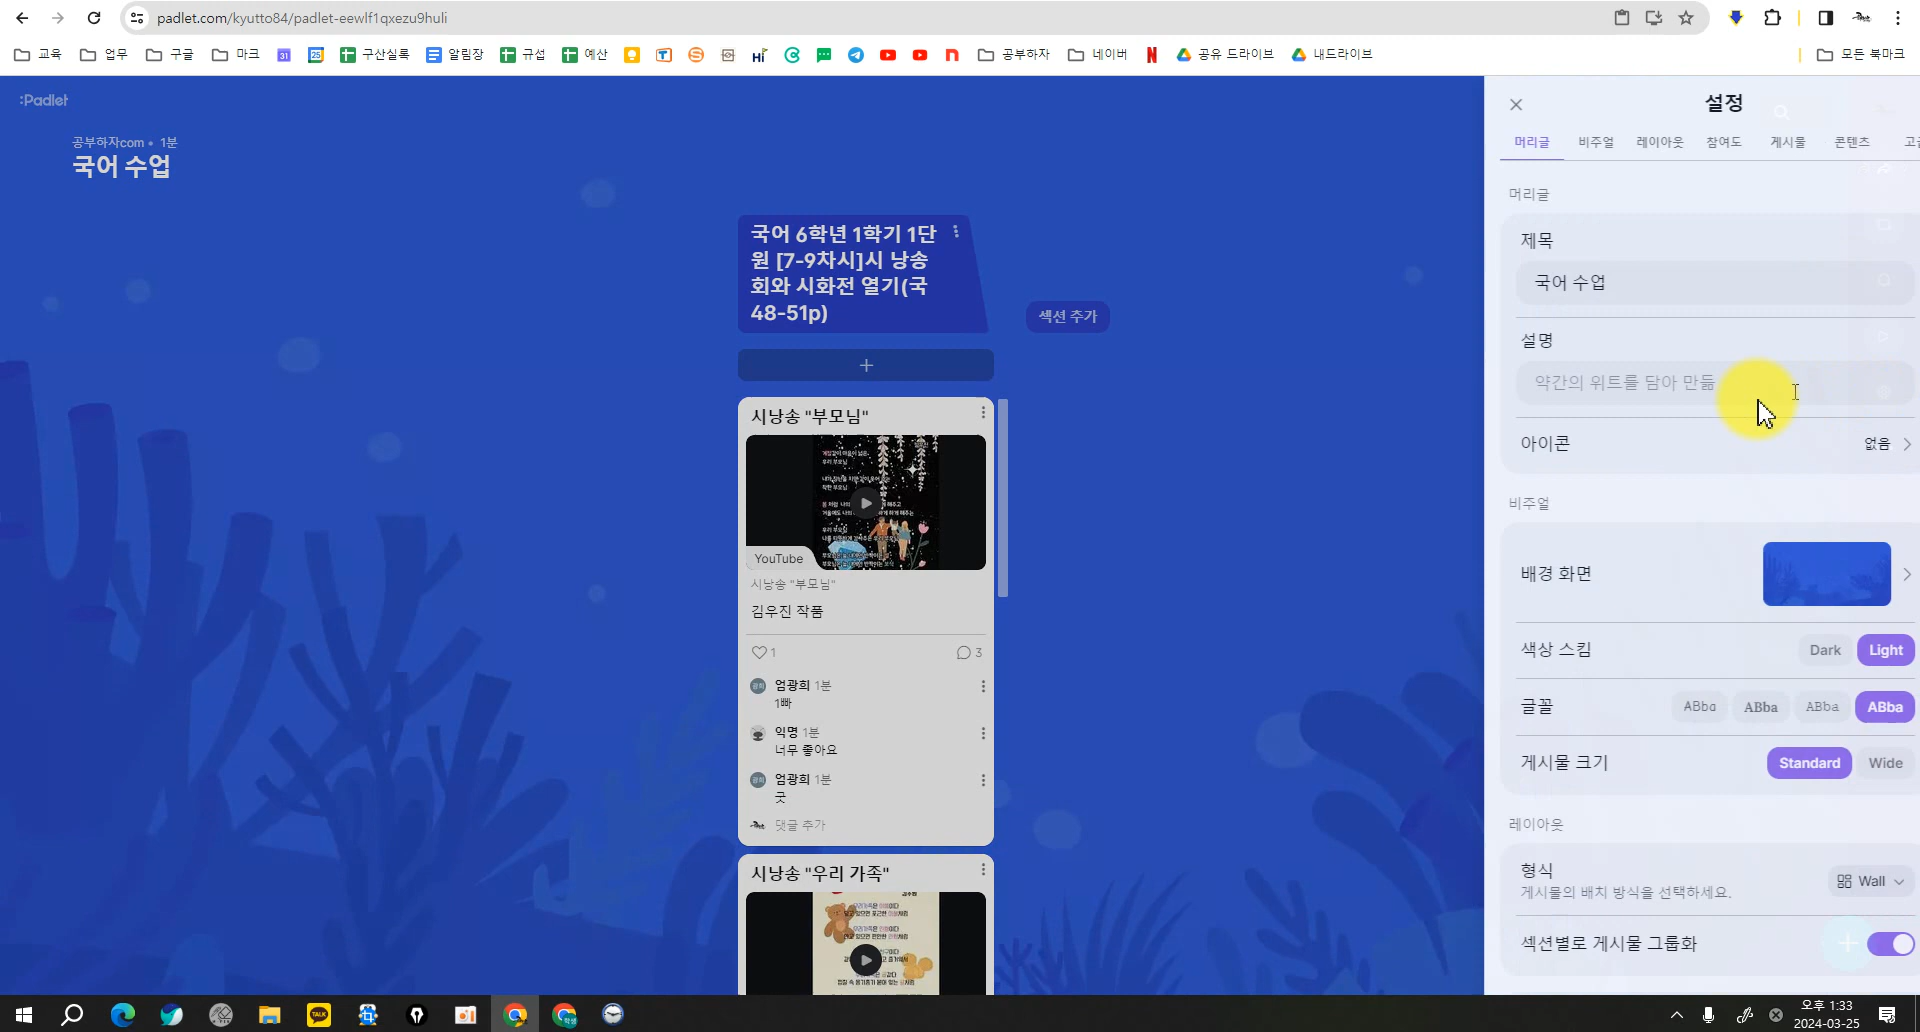 padlet.com/kyutto84/padlet-eewlf1qxezu9huli
교육 업무 구글 마크 31 구산실록 알림장 규섭 예산 공부하자 네이버 공유 드라이브 내드라이브 모든 북마크
:Padlet
공부하자com • 1분
국어 수업
국어 6학년 1학기 1단
원 [7-9차시]시 낭송
회와 시화전 열기(국
48-51p)
섹션 추가
+
시낭송 "부모님"
우리 부모님
YouTube
시낭송 "부모님"
김우진 작품
1
3
엄광희 1분
1빠
익명 1분
너무 좋아요
엄광희 1분
굿
댓글 추가
시낭송 "우리 가족"
설정
머리글 비주얼 레이아웃 참여도 게시물 콘텐츠
머리글
제목
국어 수업
설명
약간의 위트를 담아 만듦
아이콘
없음
비주얼
배경 화면
색상 스킴
Dark Light
글꼴
ABba ABba ABba ABba
게시물 크기
Standard Wide
레이아웃
형식
게시물의 배치 방식을 선택하세요.
Wall
섹션별로 게시물 그룹화
TALK
학생
오후 1:33
2024-03-25